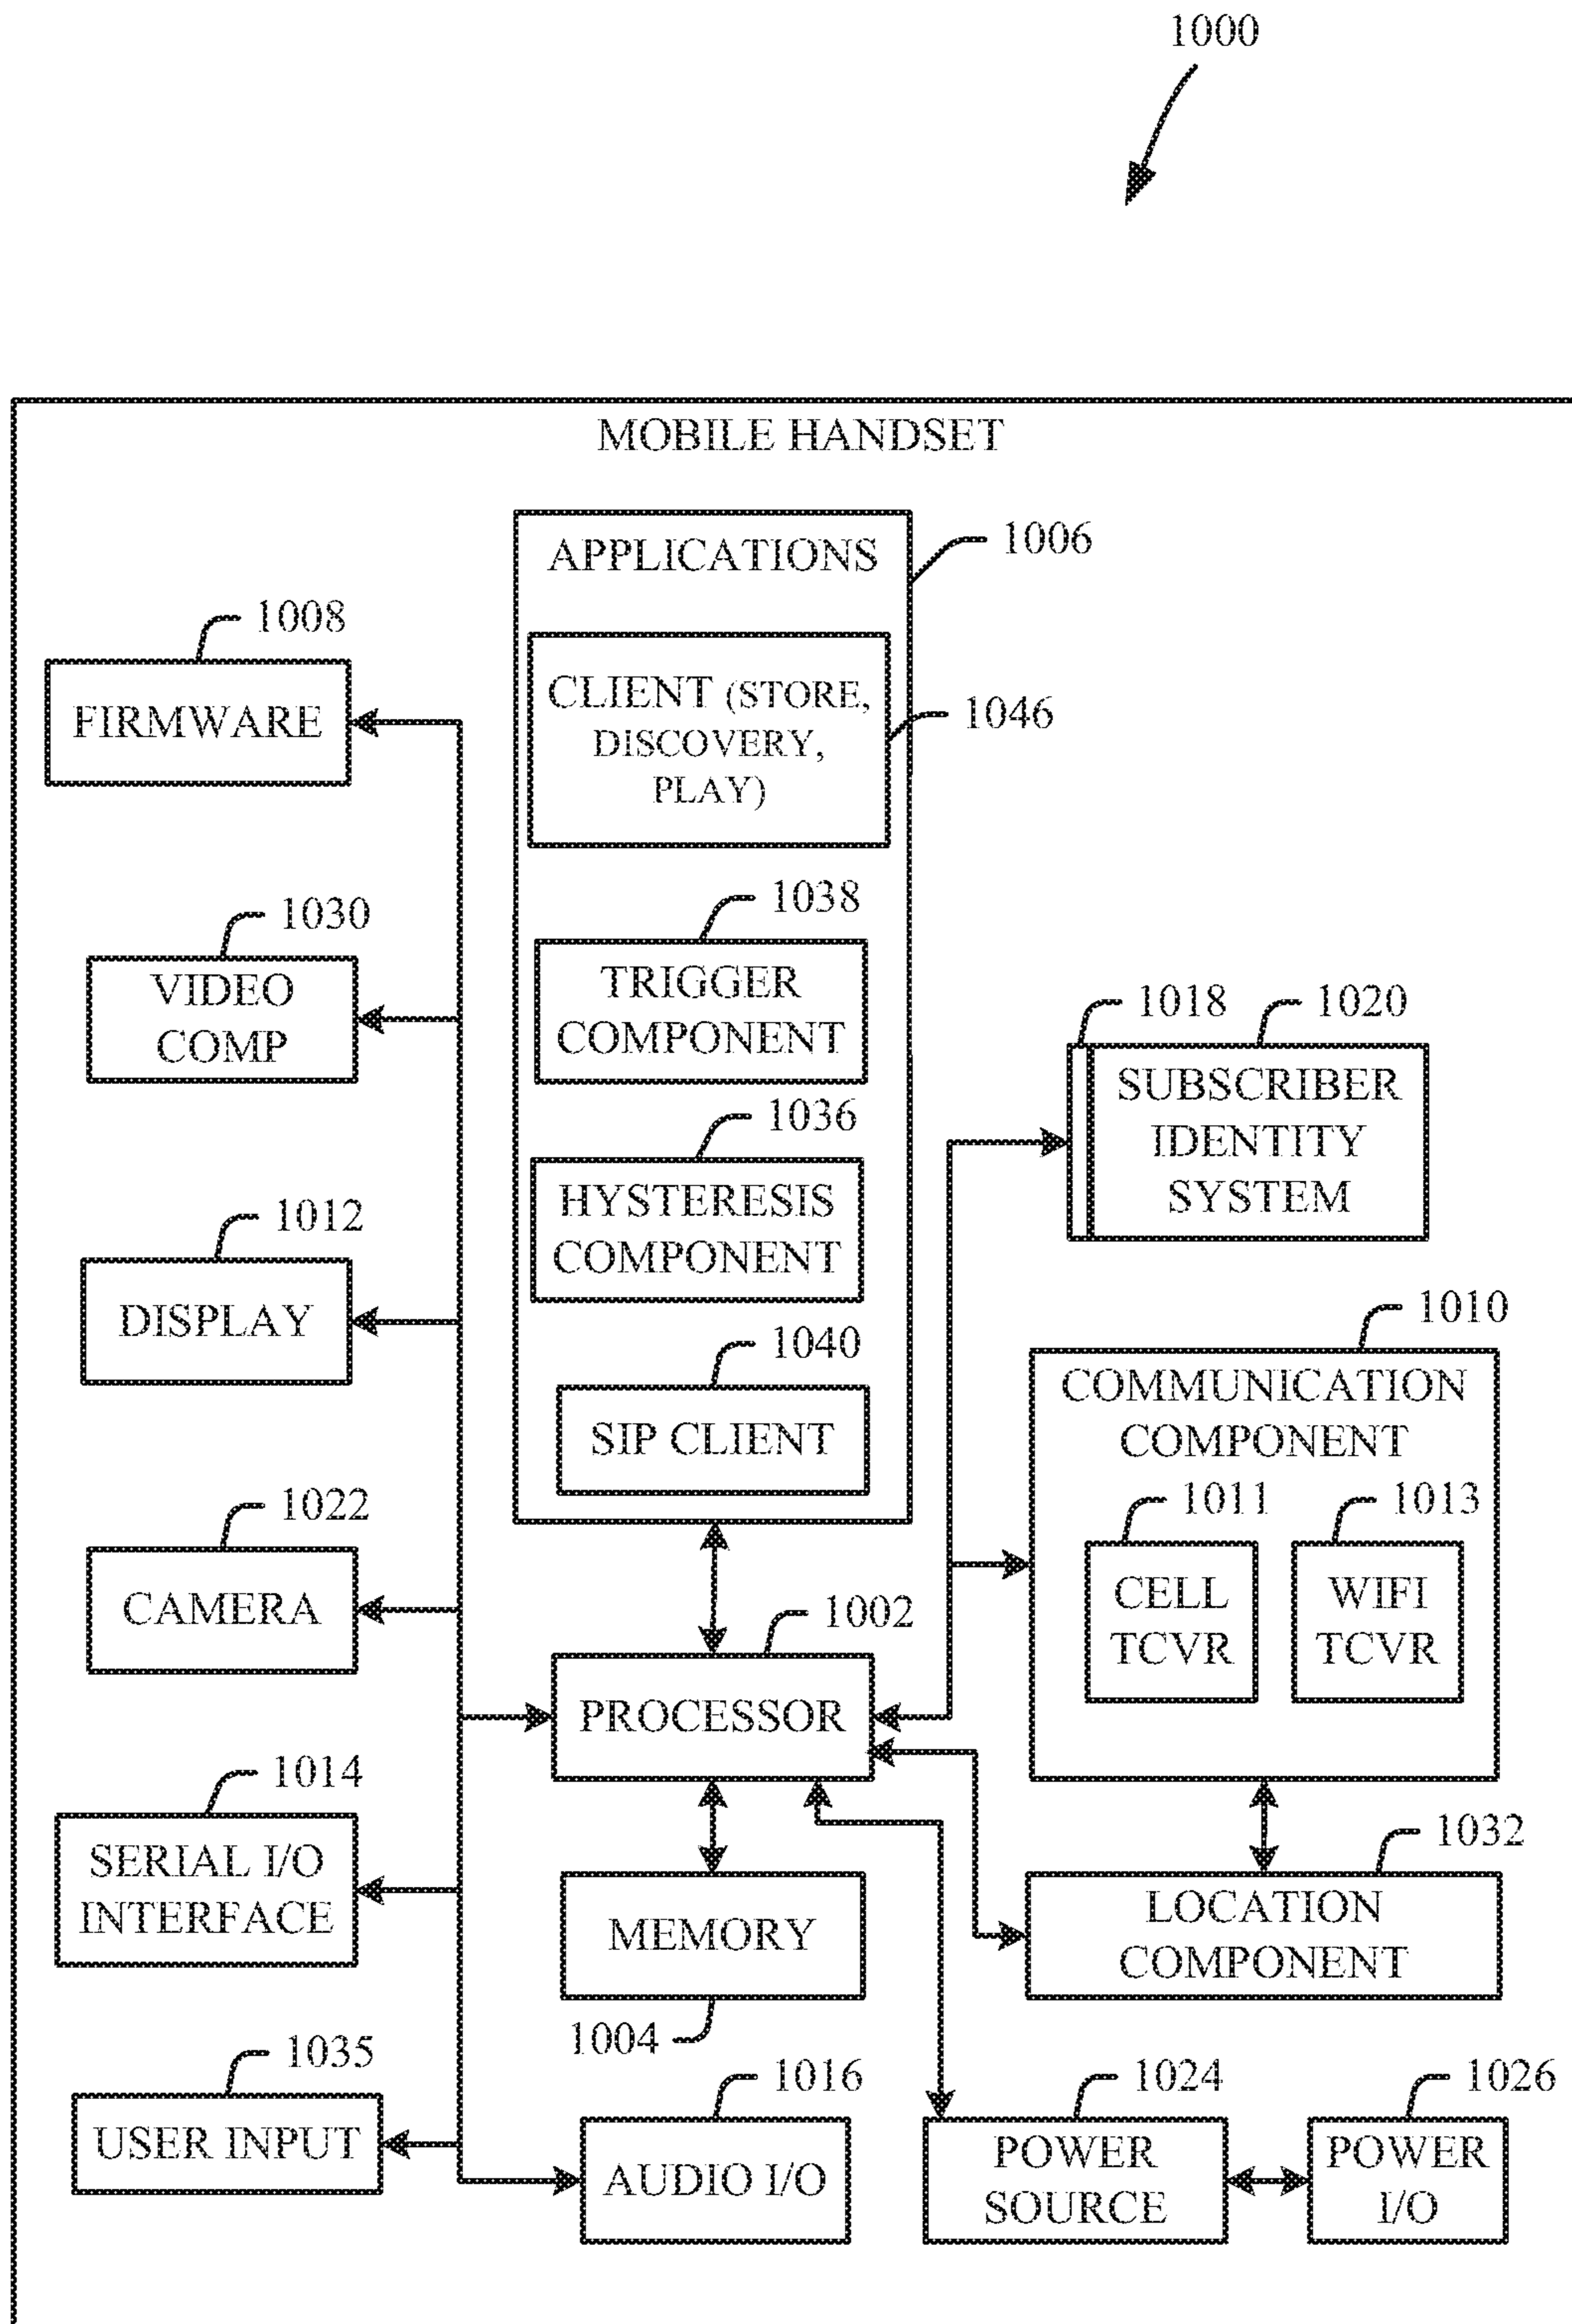 1000
MOBILE HANDSET
APPLICATIONS
1006
1008
FIRMWARE
CLIENT (STORE,
DISCOVERY,
PLAY)
1046
1030
VIDEO
COMP
1038
TRIGGER
COMPONENT
1018
1020
SUBSCRIBER
IDENTITY
SYSTEM
1036
HYSTERESIS
COMPONENT
1012
DISPLAY
1040
SIP CLIENT
1010
COMMUNICATION
COMPONENT
1011
CELL
TCVR
1013
WIFI
TCVR
1022
CAMERA
1002
PROCESSOR
1014
SERIAL I/O
INTERFACE
MEMORY
1004
1032
LOCATION
COMPONENT
1035
USER INPUT
1016
AUDIO I/O
1024
POWER
SOURCE
1026
POWER
I/O